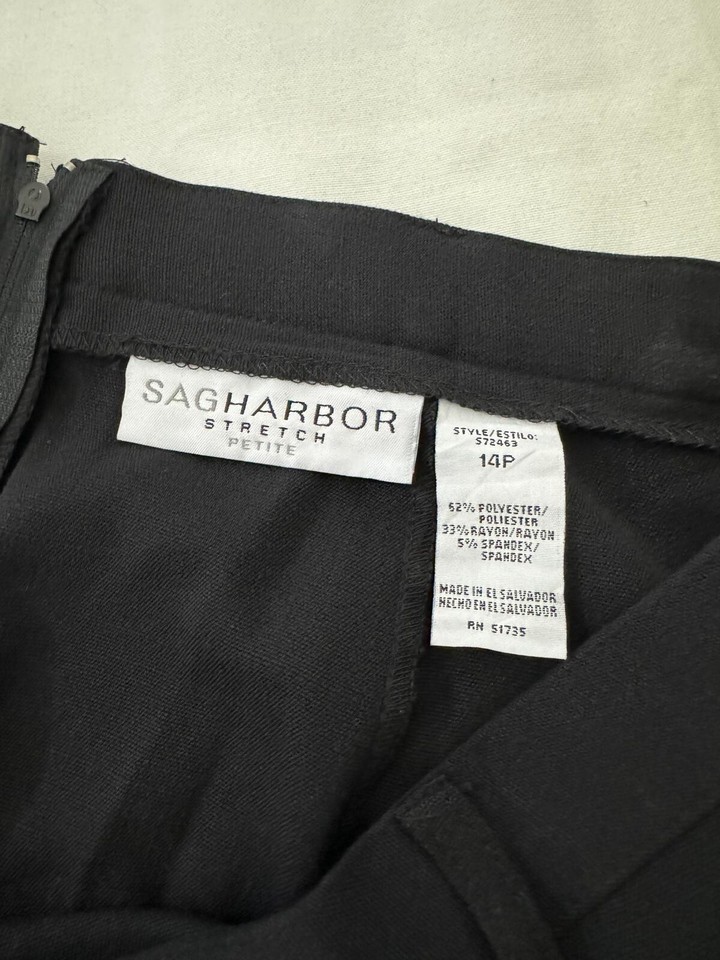 SAGHARBOR
STRETCH
PETITE
STYLE/ESTILO:
S72463
14P
62% POLYESTER/
POLIESTER
33% RAYON/RAYON
5% SPANDEX/
SPANDEX
MADE IN EL SALVADOR
HECHO EN EL SALVADOR
RN 51735